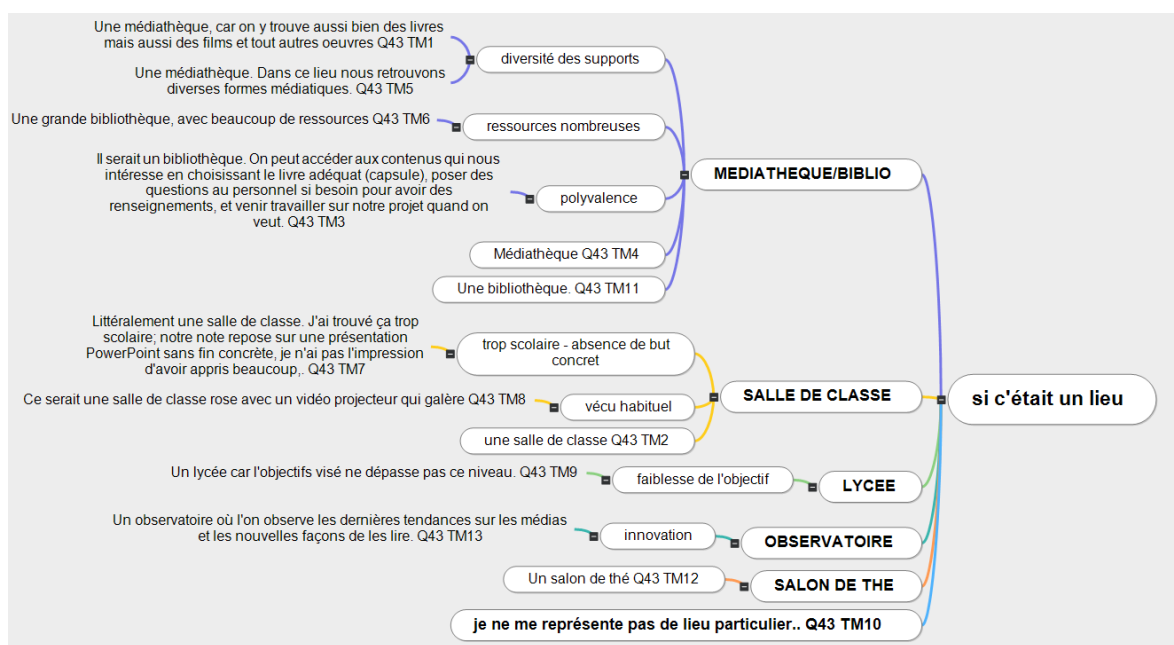 Une médiathèque, car on y trouve aussi bien des livres
mais aussi des films et tout autres oeuvres Q43 TM1
Une médiathèque. Dans ce lieu nous retrouvons
diverses formes médiatiques. Q43 TM5
diversité des supports
Une grande bibliothèque, avec beaucoup de ressources Q43 TM6
ressources nombreuses
Il serait un bibliothèque. On peut accéder aux contenus qui nous
intéresse en choisissant le livre adéquat (capsule), poser des
questions au personnel si besoin pour avoir des
renseignements, et venir travailler sur notre projet quand on
veut. Q43 TM3
polyvalence
Médiathèque Q43 TM4
Une bibliothèque. Q43 TM11
MEDIATHEQUE/BIBLIO
Littéralement une salle de classe. J'ai trouvé ça trop
scolaire; notre note repose sur une présentation
PowerPoint sans fin concrète, je n'ai pas l'impression
d'avoir appris beaucoup,. Q43 TM7
trop scolaire - absence de but
concret
Ce serait une salle de classe rose avec un vidéo projecteur qui galère Q43 TM8
vécu habituel
une salle de classe Q43 TM2
SALLE DE CLASSE
si c'était un lieu
Un lycée car l'objectifs visé ne dépasse pas ce niveau. Q43 TM9
faiblesse de l'objectif
LYCEE
Un observatoire où l'on observe les dernières tendances sur les médias
et les nouvelles façons de les lire. Q43 TM13
innovation
OBSERVATOIRE
Un salon de thé Q43 TM12
SALON DE THE
je ne me représente pas de lieu particulier.. Q43 TM10